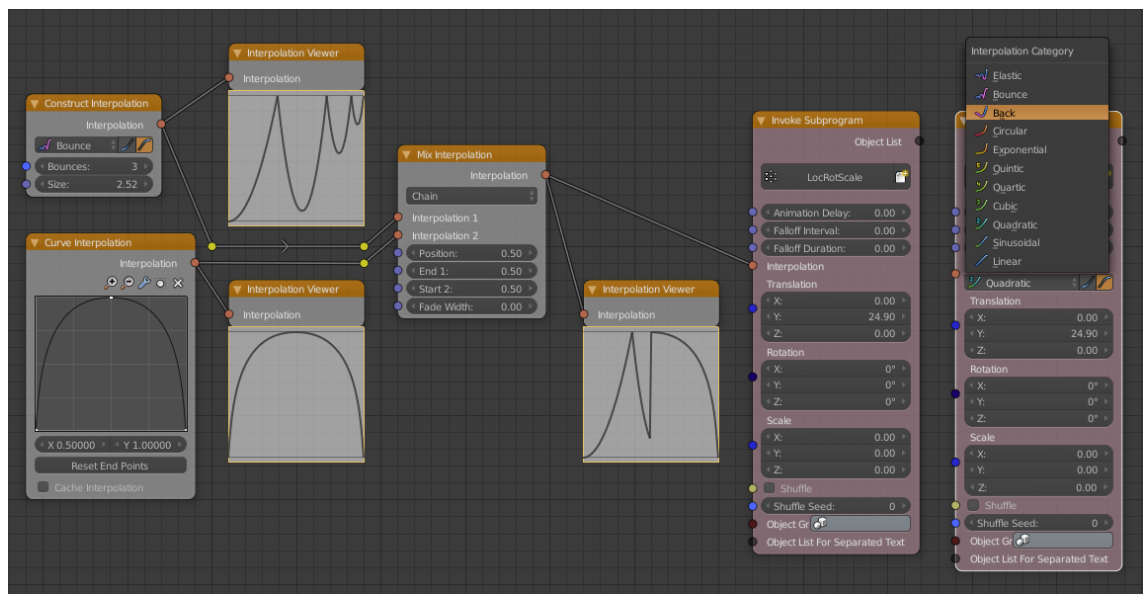 Interpolation Viewer
Interpolation
Construct Interpolation
Interpolation
Bounce
Bounces: 3
Size: 2.52
Curve Interpolation
Interpolation
X 0.50000 Y 1.00000
Reset End Points
Cache Interpolation
Interpolation Viewer
Interpolation
Mix Interpolation
Interpolation
Chain
Interpolation 1
Interpolation 2
Position: 0.50
End 1: 0.50
Start 2: 0.50
Fade Width: 0.00
Interpolation Viewer
Interpolation
Invoke Subprogram
Object List
LocRotScale
Animation Delay: 0.00
Falloff Interval: 0.00
Falloff Duration: 0.00
Interpolation
Translation
X: 0.00
Y: 24.90
Z: 0.00
Rotation
X: 0°
Y: 0°
Z: 0°
Scale
X: 0.00
Y: 0.00
Z: 0.00
Shuffle
Shuffle Seed: 0
Object Gr
Object List For Separated Text
Interpolation Category
Elastic
Bounce
Back
Circular
Exponential
Quintic
Quartic
Cubic
Quadratic
Sinusoidal
Linear
Quadratic
Translation
X: 0.00
Y: 24.90
Z: 0.00
Rotation
X: 0°
Y: 0°
Z: 0°
Scale
X: 0.00
Y: 0.00
Z: 0.00
Shuffle
Shuffle Seed: 0
Object Gr
Object List For Separated Text